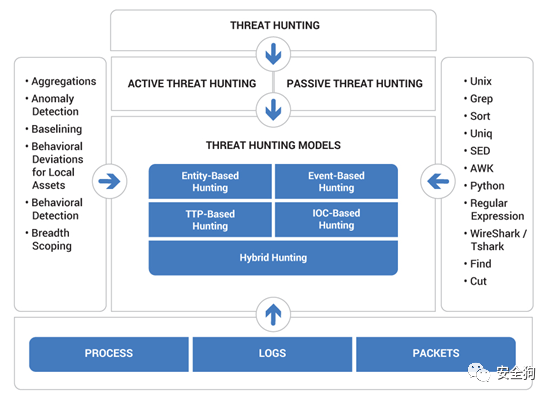 THREAT HUNTING
ACTIVE THREAT HUNTING
PASSIVE THREAT HUNTING
• Aggregations
• Anomaly
Detection
• Baselining
• Behavioral
Deviations
for Local
Assets
• Behavioral
Detection
• Breadth
Scoping
THREAT HUNTING MODELS
Entity-Based
Hunting
Event-Based
Hunting
TTP-Based
Hunting
IOC-Based
Hunting
Hybrid Hunting
• Unix
• Grep
• Sort
• Uniq
• SED
• AWK
• Python
• Regular
Expression
• WireShark /
Tshark
• Find
• Cut
PROCESS
LOGS
PACKETS
安全狗